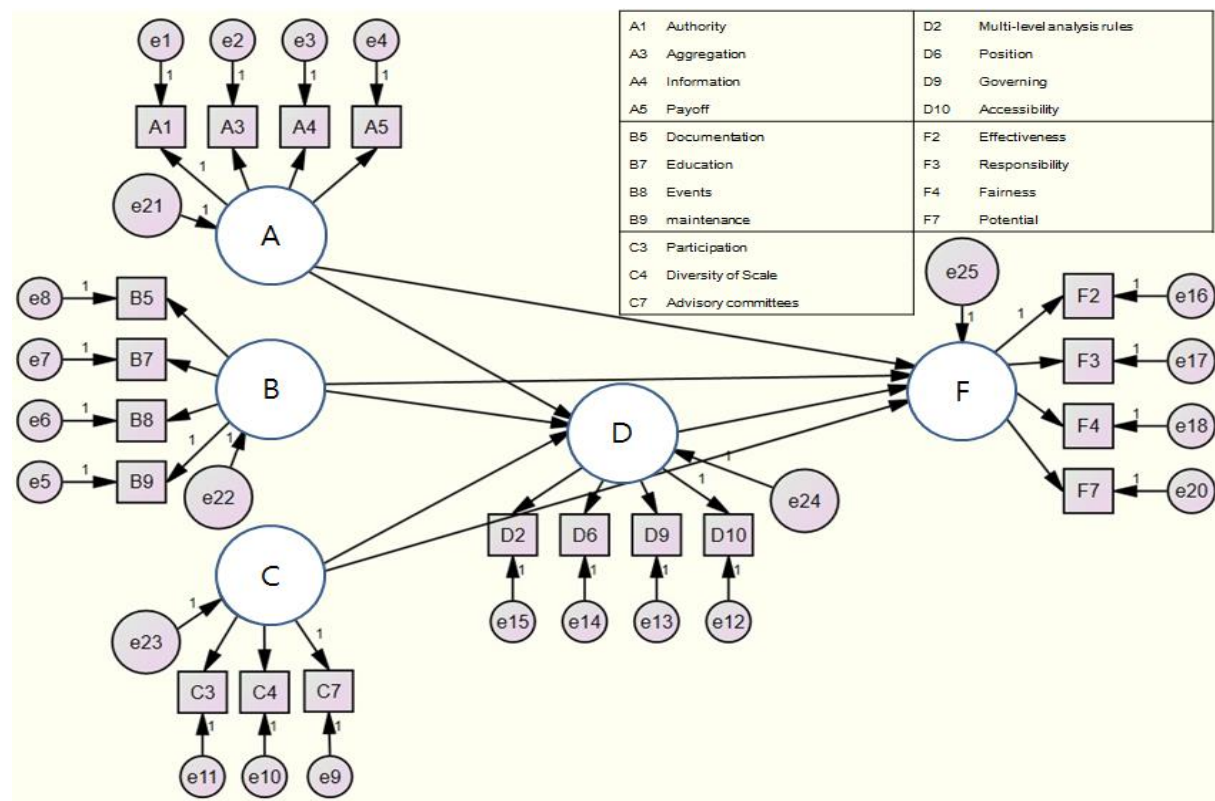 e1 e2 e3 e4
1 1 1 1
A1 A3 A4 A5
1
e21 1
A
A1 Authority
A3 Aggregation
A4 Information
A5 Payoff
B5 Documentation
B7 Education
B8 Events
B9 maintenance
C3 Participation
C4 Diversity of Scale
C7 Advisory committees
D2 Multi-level analysis rules
D6 Position
D9 Governing
D10 Accessibility
F2 Effectiveness
F3 Responsibility
F4 Fairness
F7 Potential
e8 1 B5
e7 1 B7
e6 1 B8
e5 1 B9
B
1
1
e22
e25
1
F
1
F2 1 e16
F3 1 e17
F4 1 e18
F7 1 e20
D
1
1
e24
D2 D6 D9 D10
1 1 1 1
e15 e14 e13 e12
C
1
e23
1
C3 C4 C7
1 1 1
e11 e10 e9